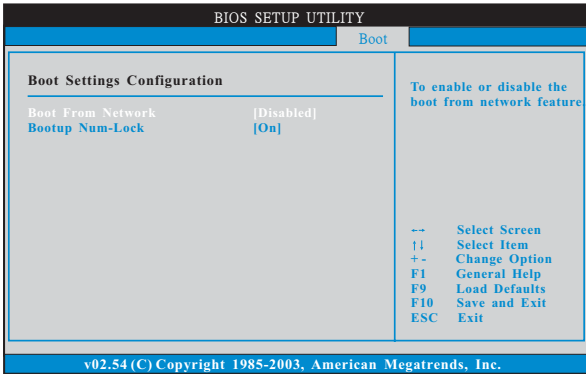 BIOS SETUP UTILITY
Boot
Boot Settings Configuration
Boot From Network [Disabled]
Bootup Num-Lock [On]
To enable or disable the
boot from network feature.
←→ Select Screen
↑↓ Select Item
+ - Change Option
F1 General Help
F9 Load Defaults
F10 Save and Exit
ESC Exit
v02.54 (C) Copyright 1985-2003, American Megatrends, Inc.